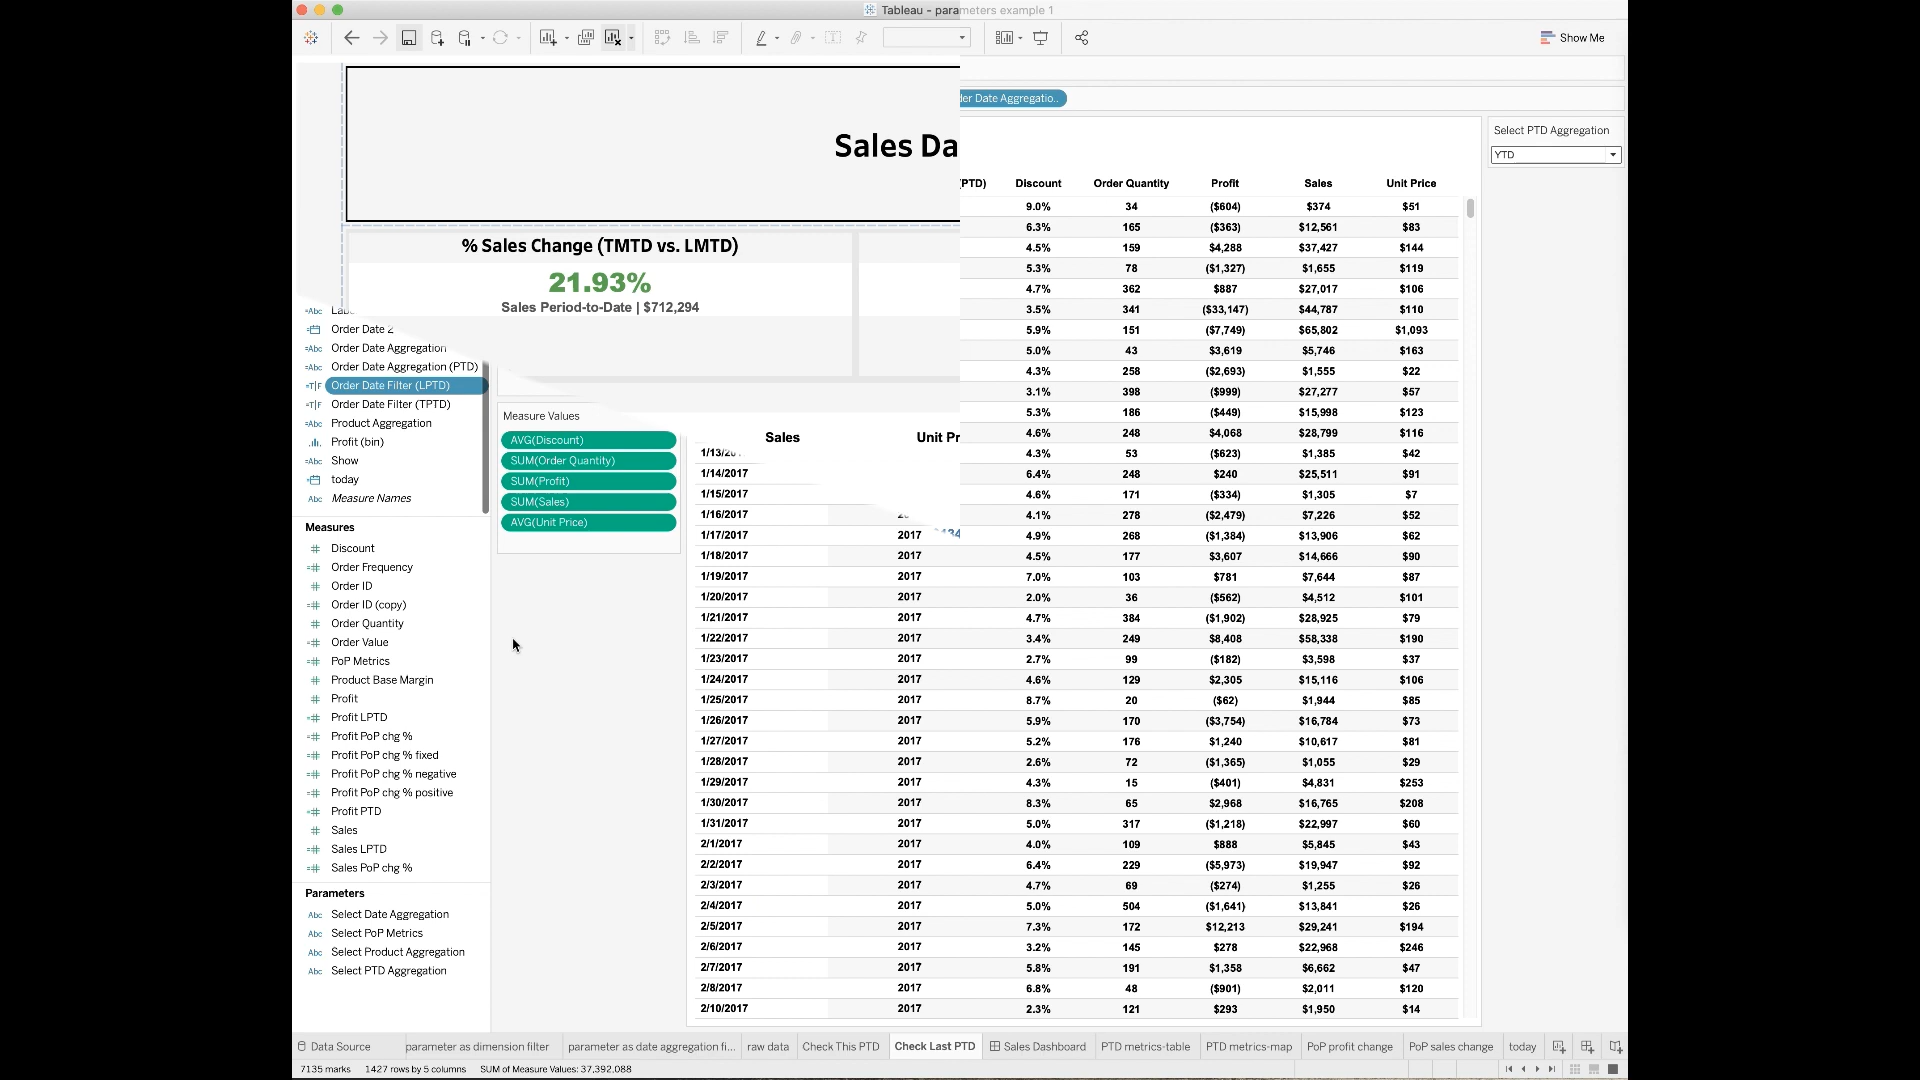 Tableau - parameters example 1
Show Me
Order Date Aggregatio..
Sales Da
Select PTD Aggregation
YTD
% Sales Change (TMTD vs. LMTD)
21.93%
Sales Period-to-Date | $712,294
Order Date 2
Order Date Aggregation
Order Date Aggregation (PTD)
Order Date Filter (LPTD)
Order Date Filter (TPTD)
Product Aggregation
Profit (bin)
Show
today
Measure Names
Measures
Discount
Order Frequency
Order ID
Order ID (copy)
Order Quantity
Order Value
PoP Metrics
Product Base Margin
Profit
Profit LPTD
Profit PoP chg %
Profit PoP chg % fixed
Profit PoP chg % negative
Profit PoP chg % positive
Profit PTD
Sales
Sales LPTD
Sales PoP chg %
Parameters
Select Date Aggregation
Select PoP Metrics
Select Product Aggregation
Select PTD Aggregation
Measure Values
AVG(Discount)
SUM(Order Quantity)
SUM(Profit)
SUM(Sales)
AVG(Unit Price)
Sales Unit Pr
(PTD) Discount Order Quantity Profit Sales Unit Price
9.0% 34 ($604) $374 $51
6.3% 165 ($363) $12,561 $83
4.5% 159 $4,288 $37,427 $144
5.3% 78 ($1,327) $1,655 $119
4.7% 362 $887 $27,017 $106
3.5% 341 ($33,147) $44,787 $110
5.9% 151 ($7,749) $65,802 $1,093
5.0% 43 $3,619 $5,746 $163
4.3% 258 ($2,693) $1,555 $22
3.1% 398 ($999) $27,277 $57
5.3% 186 ($449) $15,998 $123
4.6% 248 $4,068 $28,799 $116
4.3% 53 ($623) $1,385 $42
1/14/2017 6.4% 248 $240 $25,511 $91
1/15/2017 4.6% 171 ($334) $1,305 $7
1/16/2017 4.1% 278 ($2,479) $7,226 $52
1/17/2017 2017 4.9% 268 ($1,384) $13,906 $62
1/18/2017 2017 4.5% 177 $3,607 $14,666 $90
1/19/2017 2017 7.0% 103 $781 $7,644 $87
1/20/2017 2017 2.0% 36 ($562) $4,512 $101
1/21/2017 2017 4.7% 384 ($1,902) $28,925 $79
1/22/2017 2017 3.4% 249 $8,408 $58,338 $190
1/23/2017 2017 2.7% 99 ($182) $3,598 $37
1/24/2017 2017 4.6% 129 $2,305 $15,116 $106
1/25/2017 2017 8.7% 20 ($62) $1,944 $85
1/26/2017 2017 5.9% 170 ($3,754) $16,784 $73
1/27/2017 2017 5.2% 176 $1,240 $10,617 $81
1/28/2017 2017 2.6% 72 ($1,365) $1,055 $29
1/29/2017 2017 4.3% 15 ($401) $4,831 $253
1/30/2017 2017 8.3% 65 $2,968 $16,765 $208
1/31/2017 2017 5.0% 317 ($1,218) $22,997 $60
2/1/2017 2017 4.0% 109 $888 $5,845 $43
2/2/2017 2017 6.4% 229 ($5,973) $19,947 $92
2/3/2017 2017 4.7% 69 ($274) $1,255 $26
2/4/2017 2017 5.0% 504 ($1,641) $13,841 $26
2/5/2017 2017 7.3% 172 $12,213 $29,241 $194
2/6/2017 2017 3.2% 145 $278 $22,968 $246
2/7/2017 2017 5.8% 191 $1,358 $6,662 $47
2/8/2017 2017 6.8% 48 ($901) $2,011 $120
2/10/2017 2017 2.3% 121 $293 $1,950 $14
Data Source parameter as dimension filter parameter as date aggregation fi... raw data Check This PTD Check Last PTD Sales Dashboard PTD metrics-table PTD metrics-map PoP profit change PoP sales change today
7135 marks 1427 rows by 5 columns SUM of Measure Values: 37,392,088